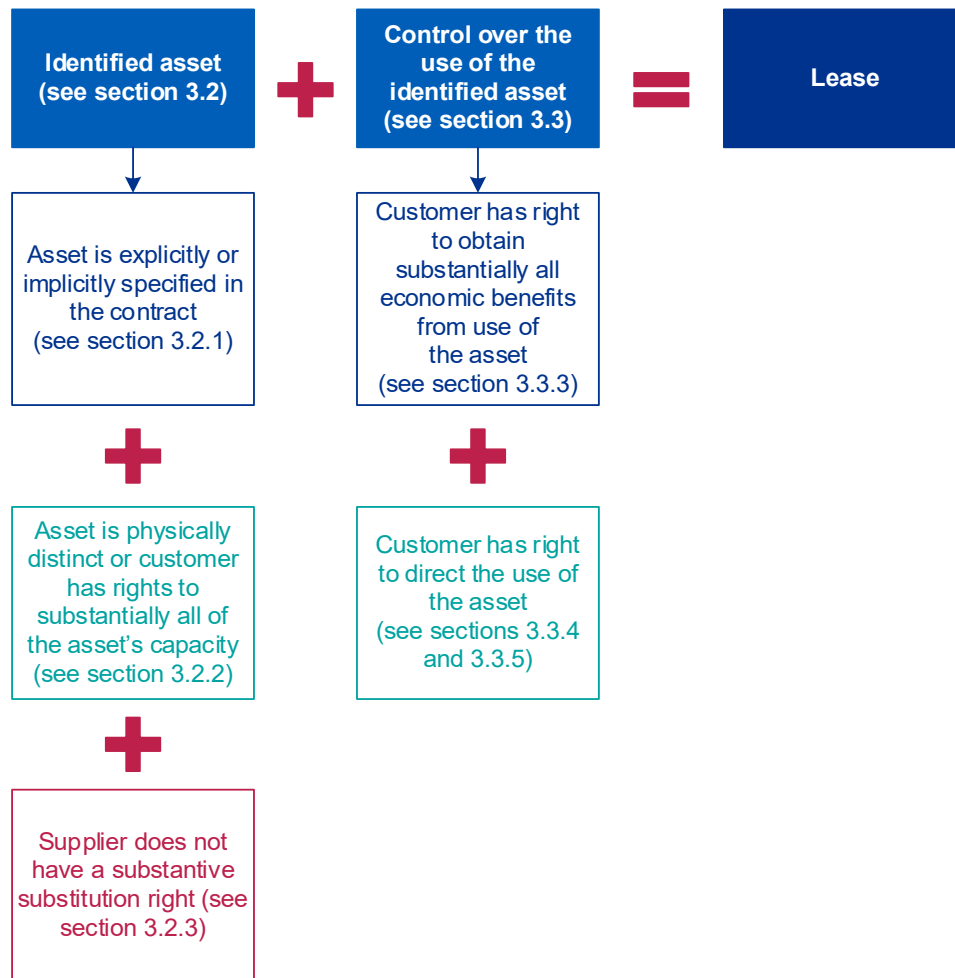 Identified asset
(see section 3.2)
Control over the
use of the
identified asset
(see section 3.3)
Lease
Asset is explicitly or
implicitly specified in
the contract
(see section 3.2.1)
Customer has right
to obtain
substantially all
economic benefits
from use of
the asset
(see section 3.3.3)
Asset is physically
distinct or customer
has rights to
substantially all of
the asset’s capacity
(see section 3.2.2)
Customer has right
to direct the use of
the asset
(see sections 3.3.4
and 3.3.5)
Supplier does not
have a substantive
substitution right (see
section 3.2.3)